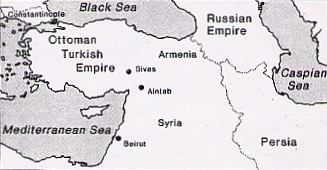 Black Sea
Constantinople
Russian
Empire
Ottoman
Turkish
Empire
Armenia
Sivas
Caspian
Sea
Aintab
Mediterranean Sea
Syria
Beirut
Persia